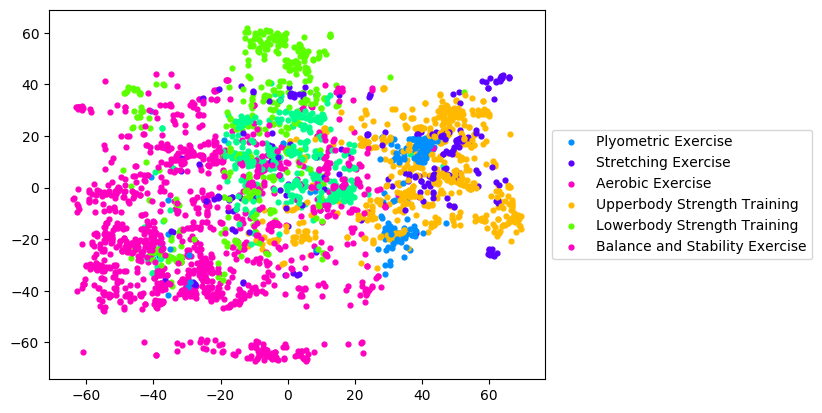 60
40
20
0
−20
−40
−60
−60 −40 −20 0 20 40 60
Plyometric Exercise
Stretching Exercise
Aerobic Exercise
Upperbody Strength Training
Lowerbody Strength Training
Balance and Stability Exercise